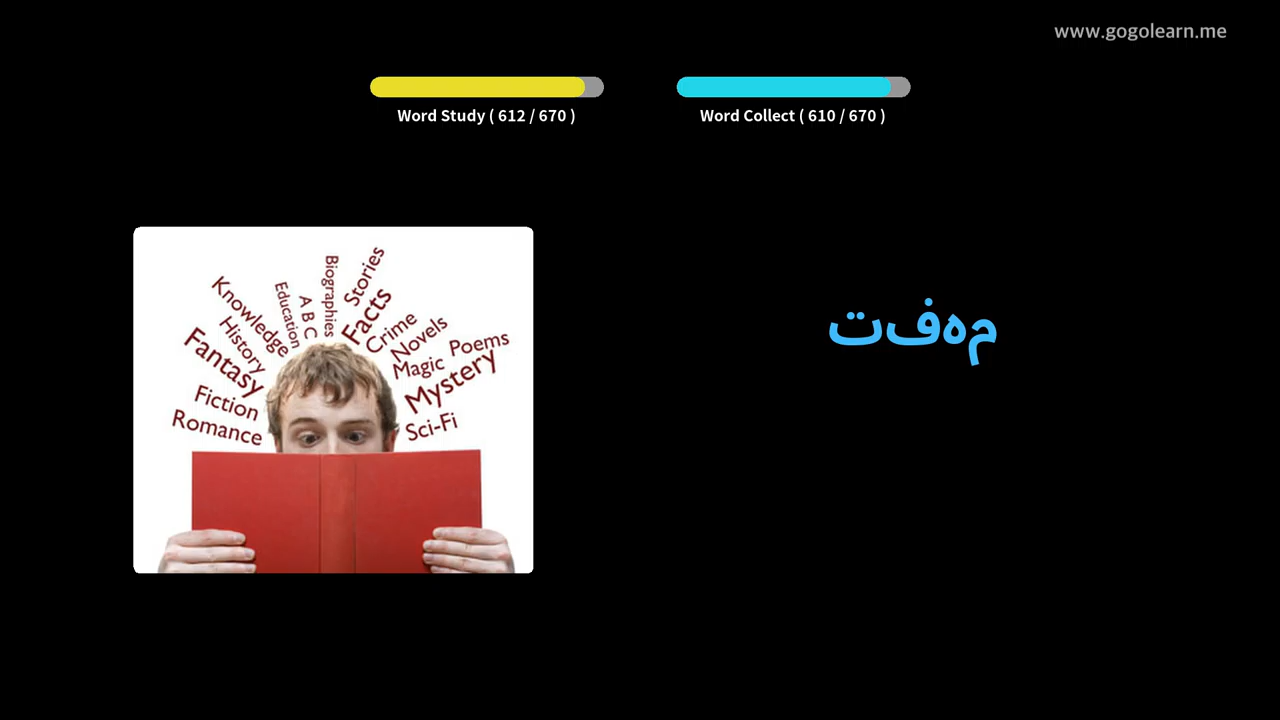 www.gogolearn.me
Word Study ( 612 / 670 )
Word Collect ( 610 / 670 )
Romance
Fiction
Fantasy
History
Knowledge
Education
A B C
Biographies
Stories
Facts
Crime
Novels
Magic
Poems
Mystery
Sci-Fi
مهفت